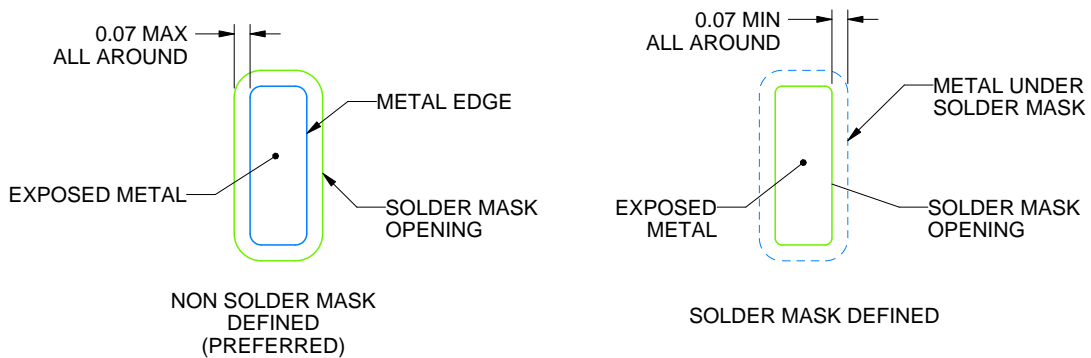 0.07 MAX
ALL AROUND
METAL EDGE
EXPOSED METAL
SOLDER MASK
OPENING
NON SOLDER MASK
DEFINED
(PREFERRED)
0.07 MIN
ALL AROUND
METAL UNDER
SOLDER MASK
EXPOSED
METAL
SOLDER MASK
OPENING
SOLDER MASK DEFINED